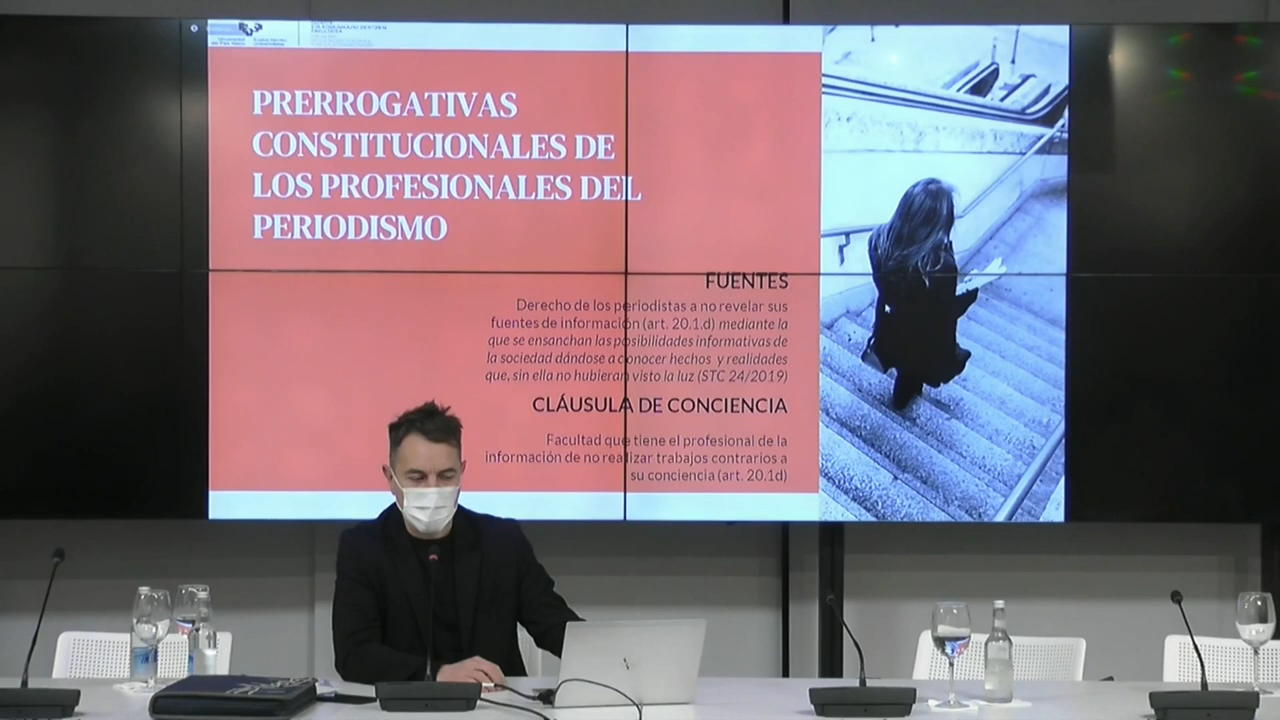 PRERROGATIVAS
CONSTITUCIONALES DE
LOS PROFESIONALES DEL
PERIODISMO
FUENTES
Derecho de los periodistas a no revelar sus
fuentes de información (art. 20.1.d) mediante la
que se ensanchan las posibilidades informativas de
la sociedad dándose a conocer hechos y realidades
que, sin ella no hubieran visto la luz (STC 24/2019)
CLÁUSULA DE CONCIENCIA
Facultad que tiene el profesional de la
información de no realizar trabajos contrarios a
su conciencia (art. 20.1d)